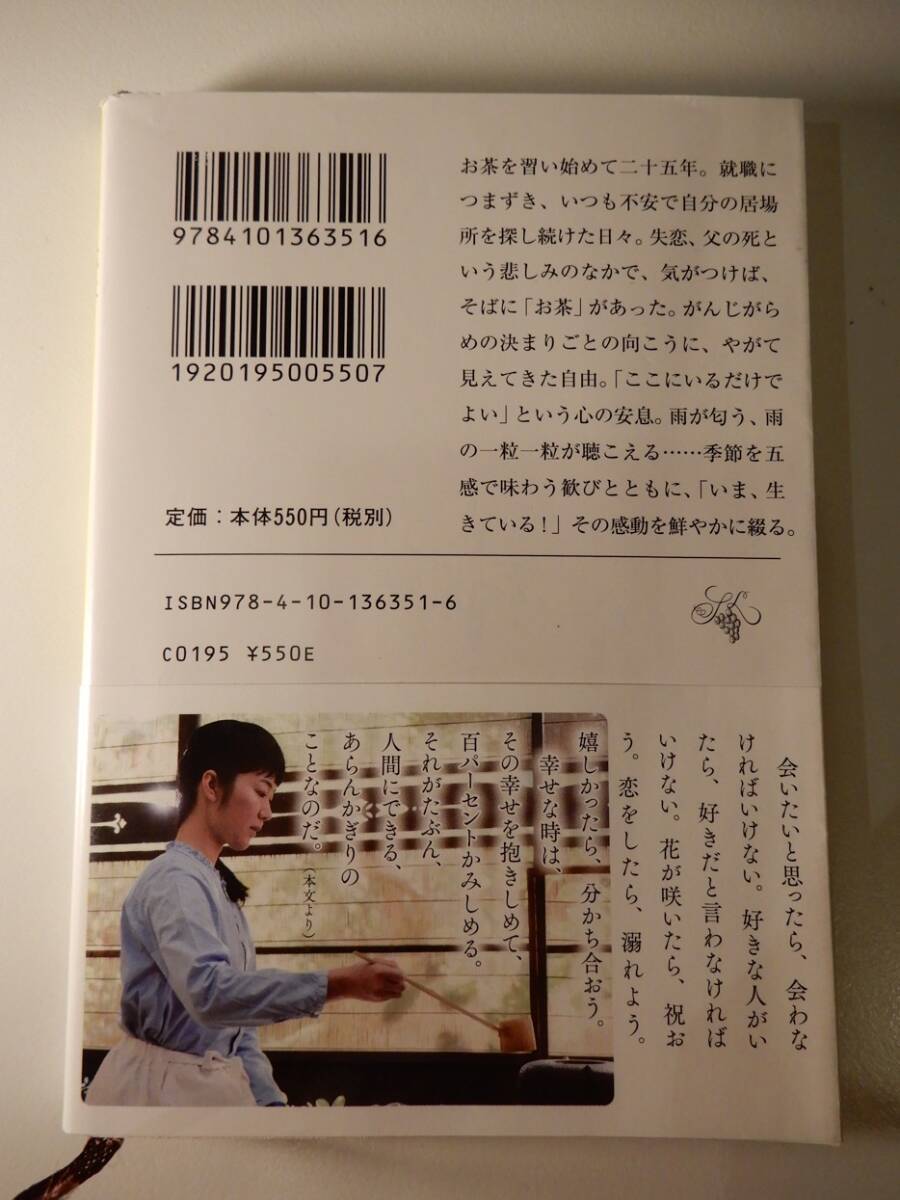 9784101363516
1920195005507
定価：本体550円（税別）
お茶を習い始めて二十五年。就職に
つまずき、いつも不安で自分の居場
所を探し続けた日々。失恋、父の死と
いう悲しみのなかで、気がつけば、
そばに「お茶」があった。がんじがら
めの決まりごとの向こうに、やがて
見えてきた自由。「ここにいるだけで
よい」という心の安息。雨が匂う、雨
の一粒一粒が聴こえる……季節を五
感で味わう歓びとともに、「いま、生
きている！」その感動を鮮やかに綴る。
ISBN978-4-10-136351-6
C0195 ¥550E
会いたいと思ったら、会わな
ければいけない。好きな人がい
たら、好きだと言わなければ
いけない。花が咲いたら、祝お
う。恋をしたら、溺れよう。
嬉しかったら、分かち合おう。
幸せな時は、
その幸せを抱きしめて、
百パーセントかみしめる。
それがたぶん、
人間にできる、
あらんかぎりの
ことなのだ。（本文より）